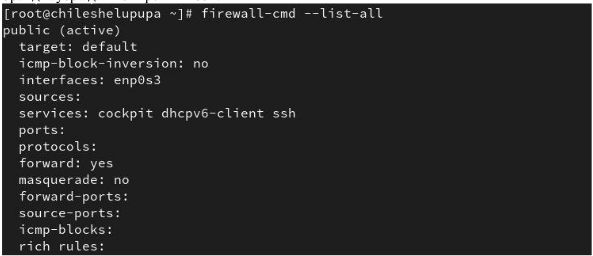 [root@chileshelupupa ~]# firewall-cmd --list-all
public (active)
  target: default
  icmp-block-inversion: no
  interfaces: enp0s3
  sources:
  services: cockpit dhcpv6-client ssh
  ports:
  protocols:
  forward: yes
  masquerade: no
  forward-ports:
  source-ports:
  icmp-blocks:
  rich rules: